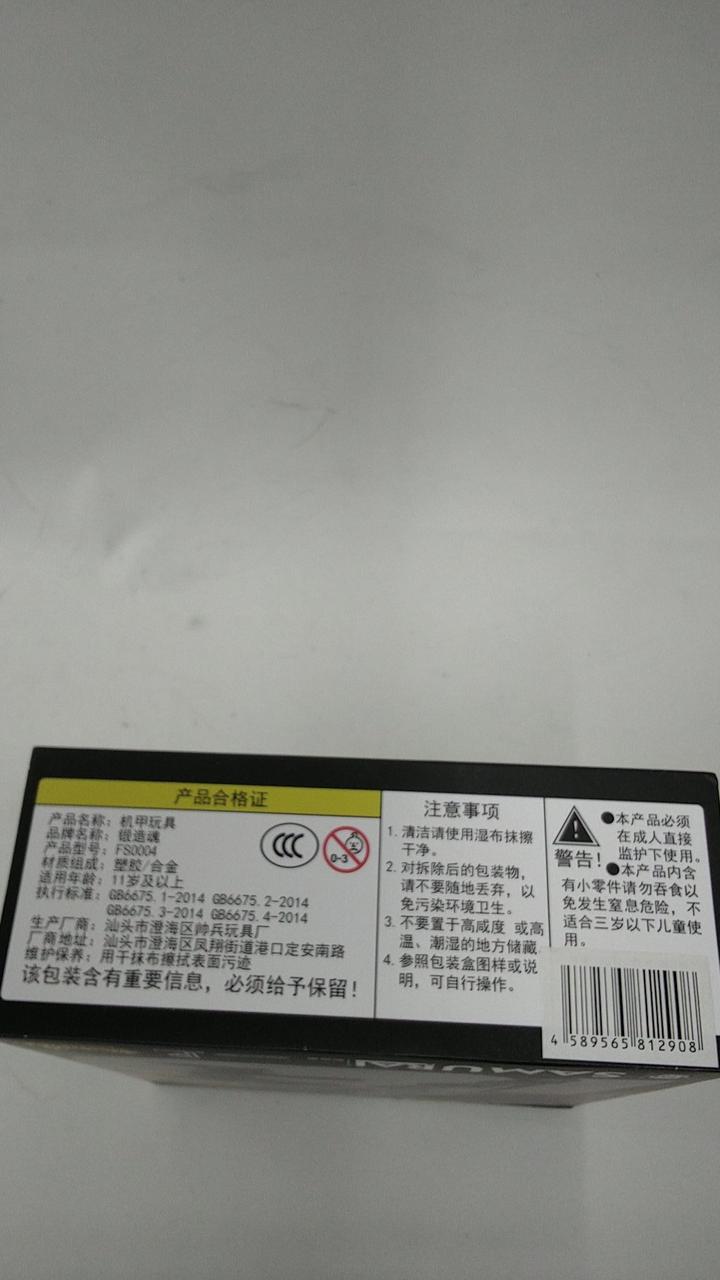 产品合格证
产品名称：机甲玩具
品牌名称：锻造魂
产品型号：FS0004
材质组成：塑胶/合金
适用年龄：11岁及以上
执行标准：GB6675.1-2014 GB6675.2-2014
GB6675.3-2014 GB6675.4-2014
生产厂商：汕头市澄海区帅兵玩具厂
厂商地址：汕头市澄海区凤翔街道港口定安南路
维护保养：用干抹布擦拭表面污迹
该包装含有重要信息，必须给予保留！
CCC
0-3
注意事项
1.清洁请使用湿布抹擦
干净。
2.对拆除后的包装物，
请不要随地丢弃，以
免污染环境卫生。
3.不要置于高咸度 或高
温、潮湿的地方储藏
4.参照包装盒图样或说
明，可自行操作。
警告!
●本产品必须
在成人直接
监护下使用。
●本产品内含
有小零件请勿吞食以
免发生窒息危险，不
适合三岁以下儿童使
用。
4 589565 812908
SAMURAI